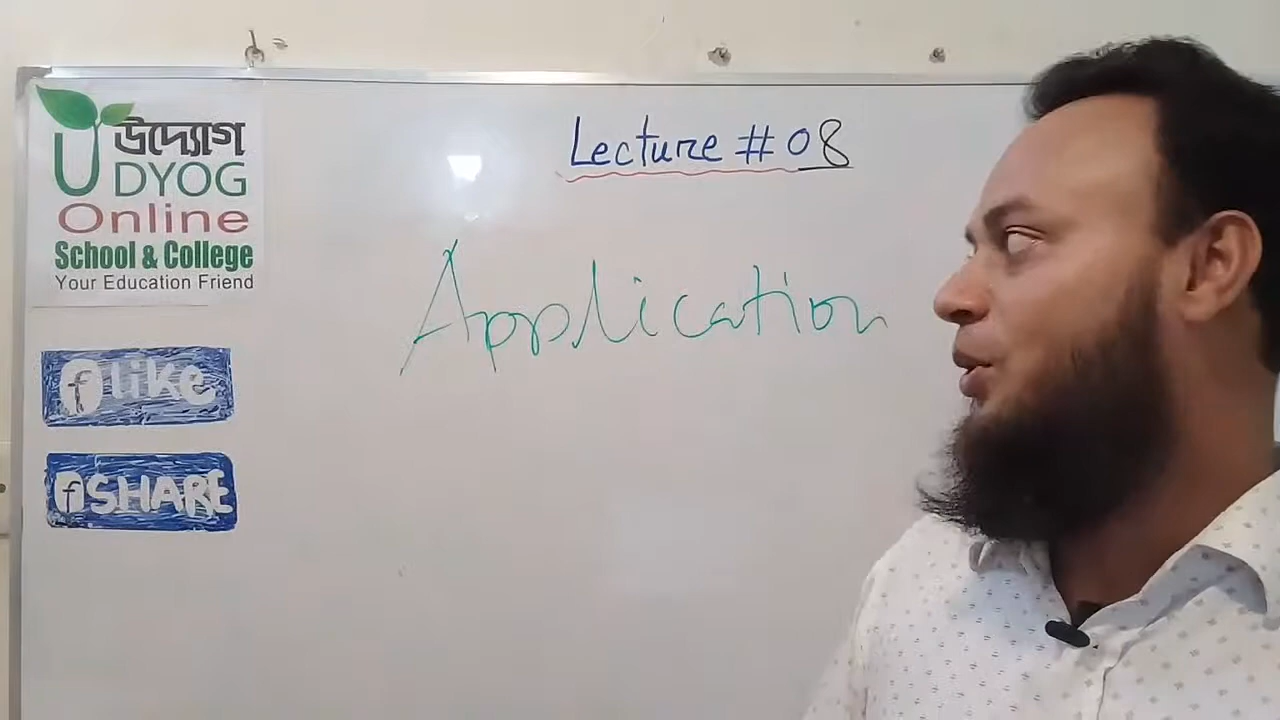 উদ্যোগ
UDYOG
Online
School & College
Your Education Friend
f like
f SHARE
Lecture # 08
Application